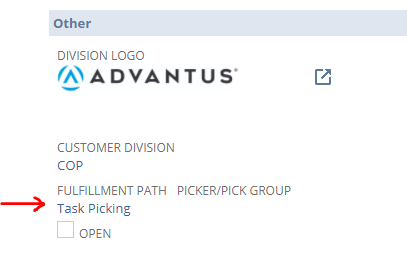 Other
DIVISION LOGO
ADVANTUS®
CUSTOMER DIVISION
COP
FULFILLMENT PATH PICKER/PICK GROUP
Task Picking
OPEN